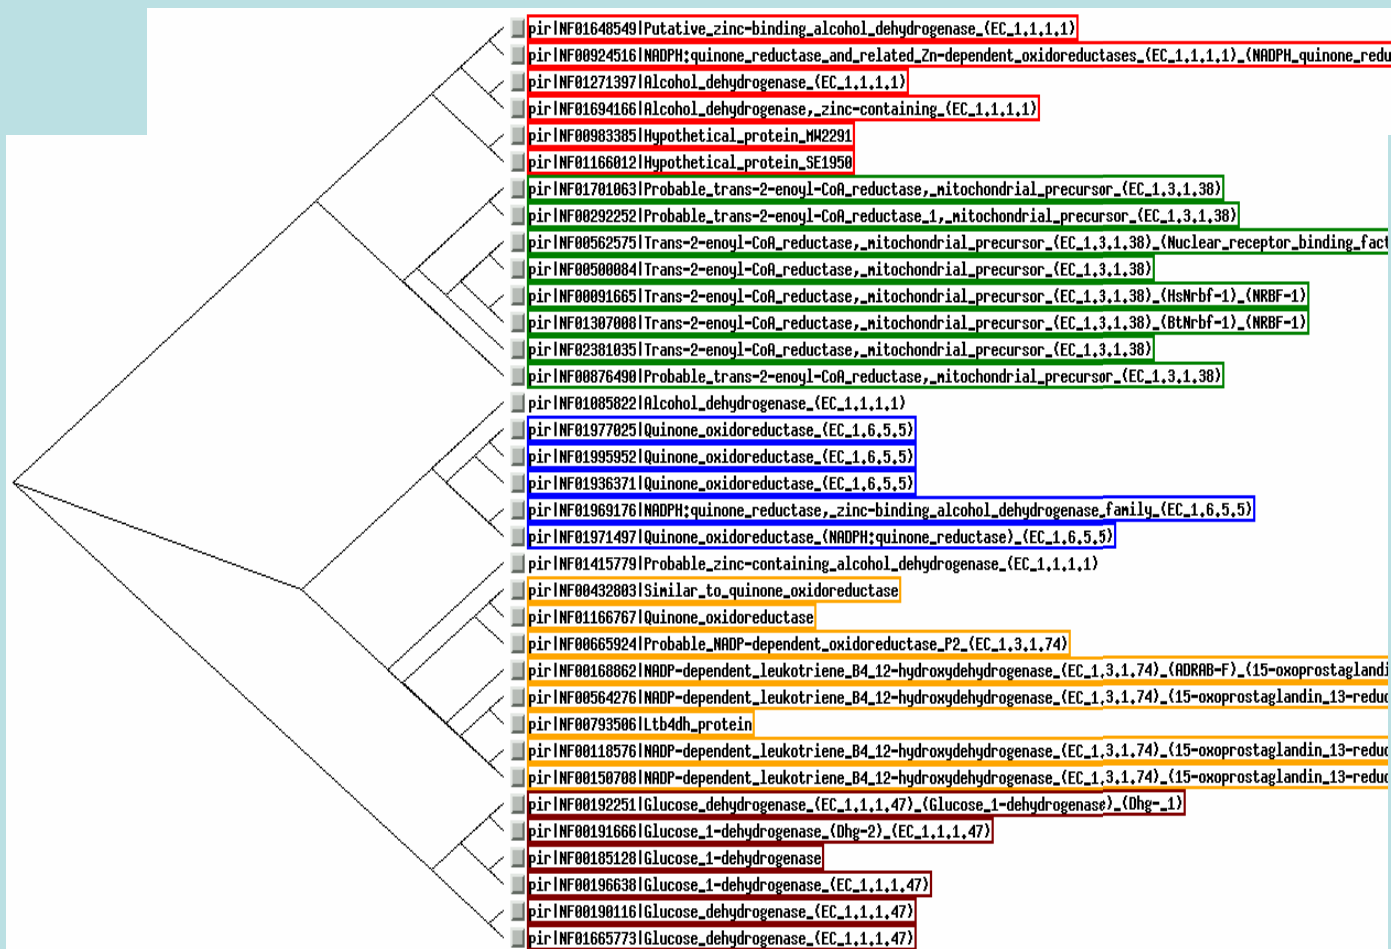 pir|NF01648549|Putative_zinc-binding_alcohol_dehydrogenase_(EC_1.1.1.1)
pir|NF00924516|NADPH:quinone_reductase_and_related_Zn-dependent_oxidoreductases_(EC_1.1.1.1)_(NADPH_quinone_redu
pir|NF01271397|Alcohol_dehydrogenase_(EC_1.1.1.1)
pir|NF01694166|Alcohol_dehydrogenase,_zinc-containing_(EC_1.1.1.1)
pir|NF00983385|Hypothetical_protein_MW2291
pir|NF01166012|Hypothetical_protein_SE1950
pir|NF01701063|Probable_trans-2-enoyl-CoA_reductase,_mitochondrial_precursor_(EC_1.3.1.38)
pir|NF00292252|Probable_trans-2-enoyl-CoA_reductase_1,_mitochondrial_precursor_(EC_1.3.1.38)
pir|NF00562575|Trans-2-enoyl-CoA_reductase,_mitochondrial_precursor_(EC_1.3.1.38)_(Nuclear_receptor_binding_fact
pir|NF00500084|Trans-2-enoyl-CoA_reductase,_mitochondrial_precursor_(EC_1.3.1.38)
pir|NF00091665|Trans-2-enoyl-CoA_reductase,_mitochondrial_precursor_(EC_1.3.1.38)_(HsNrbf-1)_(NRBF-1)
pir|NF01307008|Trans-2-enoyl-CoA_reductase,_mitochondrial_precursor_(EC_1.3.1.38)_(BtNrbf-1)_(NRBF-1)
pir|NF02381035|Trans-2-enoyl-CoA_reductase,_mitochondrial_precursor_(EC_1.3.1.38)
pir|NF00876490|Probable_trans-2-enoyl-CoA_reductase,_mitochondrial_precursor_(EC_1.3.1.38)
pir|NF01085822|Alcohol_dehydrogenase_(EC_1.1.1.1)
pir|NF01977025|Quinone_oxidoreductase_(EC_1.6.5.5)
pir|NF01995952|Quinone_oxidoreductase_(EC_1.6.5.5)
pir|NF01936371|Quinone_oxidoreductase_(EC_1.6.5.5)
pir|NF01969176|NADPH:quinone_reductase,_zinc-binding_alcohol_dehydrogenase_family_(EC_1.6.5.5)
pir|NF01971497|Quinone_oxidoreductase_(NADPH:quinone_reductase)_(EC_1.6.5.5)
pir|NF01415779|Probable_zinc-containing_alcohol_dehydrogenase_(EC_1.1.1.1)
pir|NF00432803|Similar_to_quinone_oxidoreductase
pir|NF01166767|Quinone_oxidoreductase
pir|NF00665924|Probable_NADP-dependent_oxidoreductase_P2_(EC_1.3.1.74)
pir|NF00168862|NADP-dependent_leukotriene_B4_12-hydroxydehydrogenase_(EC_1.3.1.74)_(ADRAB-F)_(15-oxoprostaglandi
pir|NF00564276|NADP-dependent_leukotriene_B4_12-hydroxydehydrogenase_(EC_1.3.1.74)_(15-oxoprostaglandin_13-reduc
pir|NF00793506|Ltb4dh_protein
pir|NF00118576|NADP-dependent_leukotriene_B4_12-hydroxydehydrogenase_(EC_1.3.1.74)_(15-oxoprostaglandin_13-reduc
pir|NF00150708|NADP-dependent_leukotriene_B4_12-hydroxydehydrogenase_(EC_1.3.1.74)_(15-oxoprostaglandin_13-reduc
pir|NF00192251|Glucose_dehydrogenase_(EC_1.1.1.47)_(Glucose_1-dehydrogenase)_(Dhg-_1)
pir|NF00191666|Glucose_1-dehydrogenase_(Dhg-2)_(EC_1.1.1.47)
pir|NF00185128|Glucose_1-dehydrogenase
pir|NF00196638|Glucose_1-dehydrogenase_(EC_1.1.1.47)
pir|NF00190116|Glucose_dehydrogenase_(EC_1.1.1.47)
pir|NF01665773|Glucose_dehydrogenase_(EC_1.1.1.47)